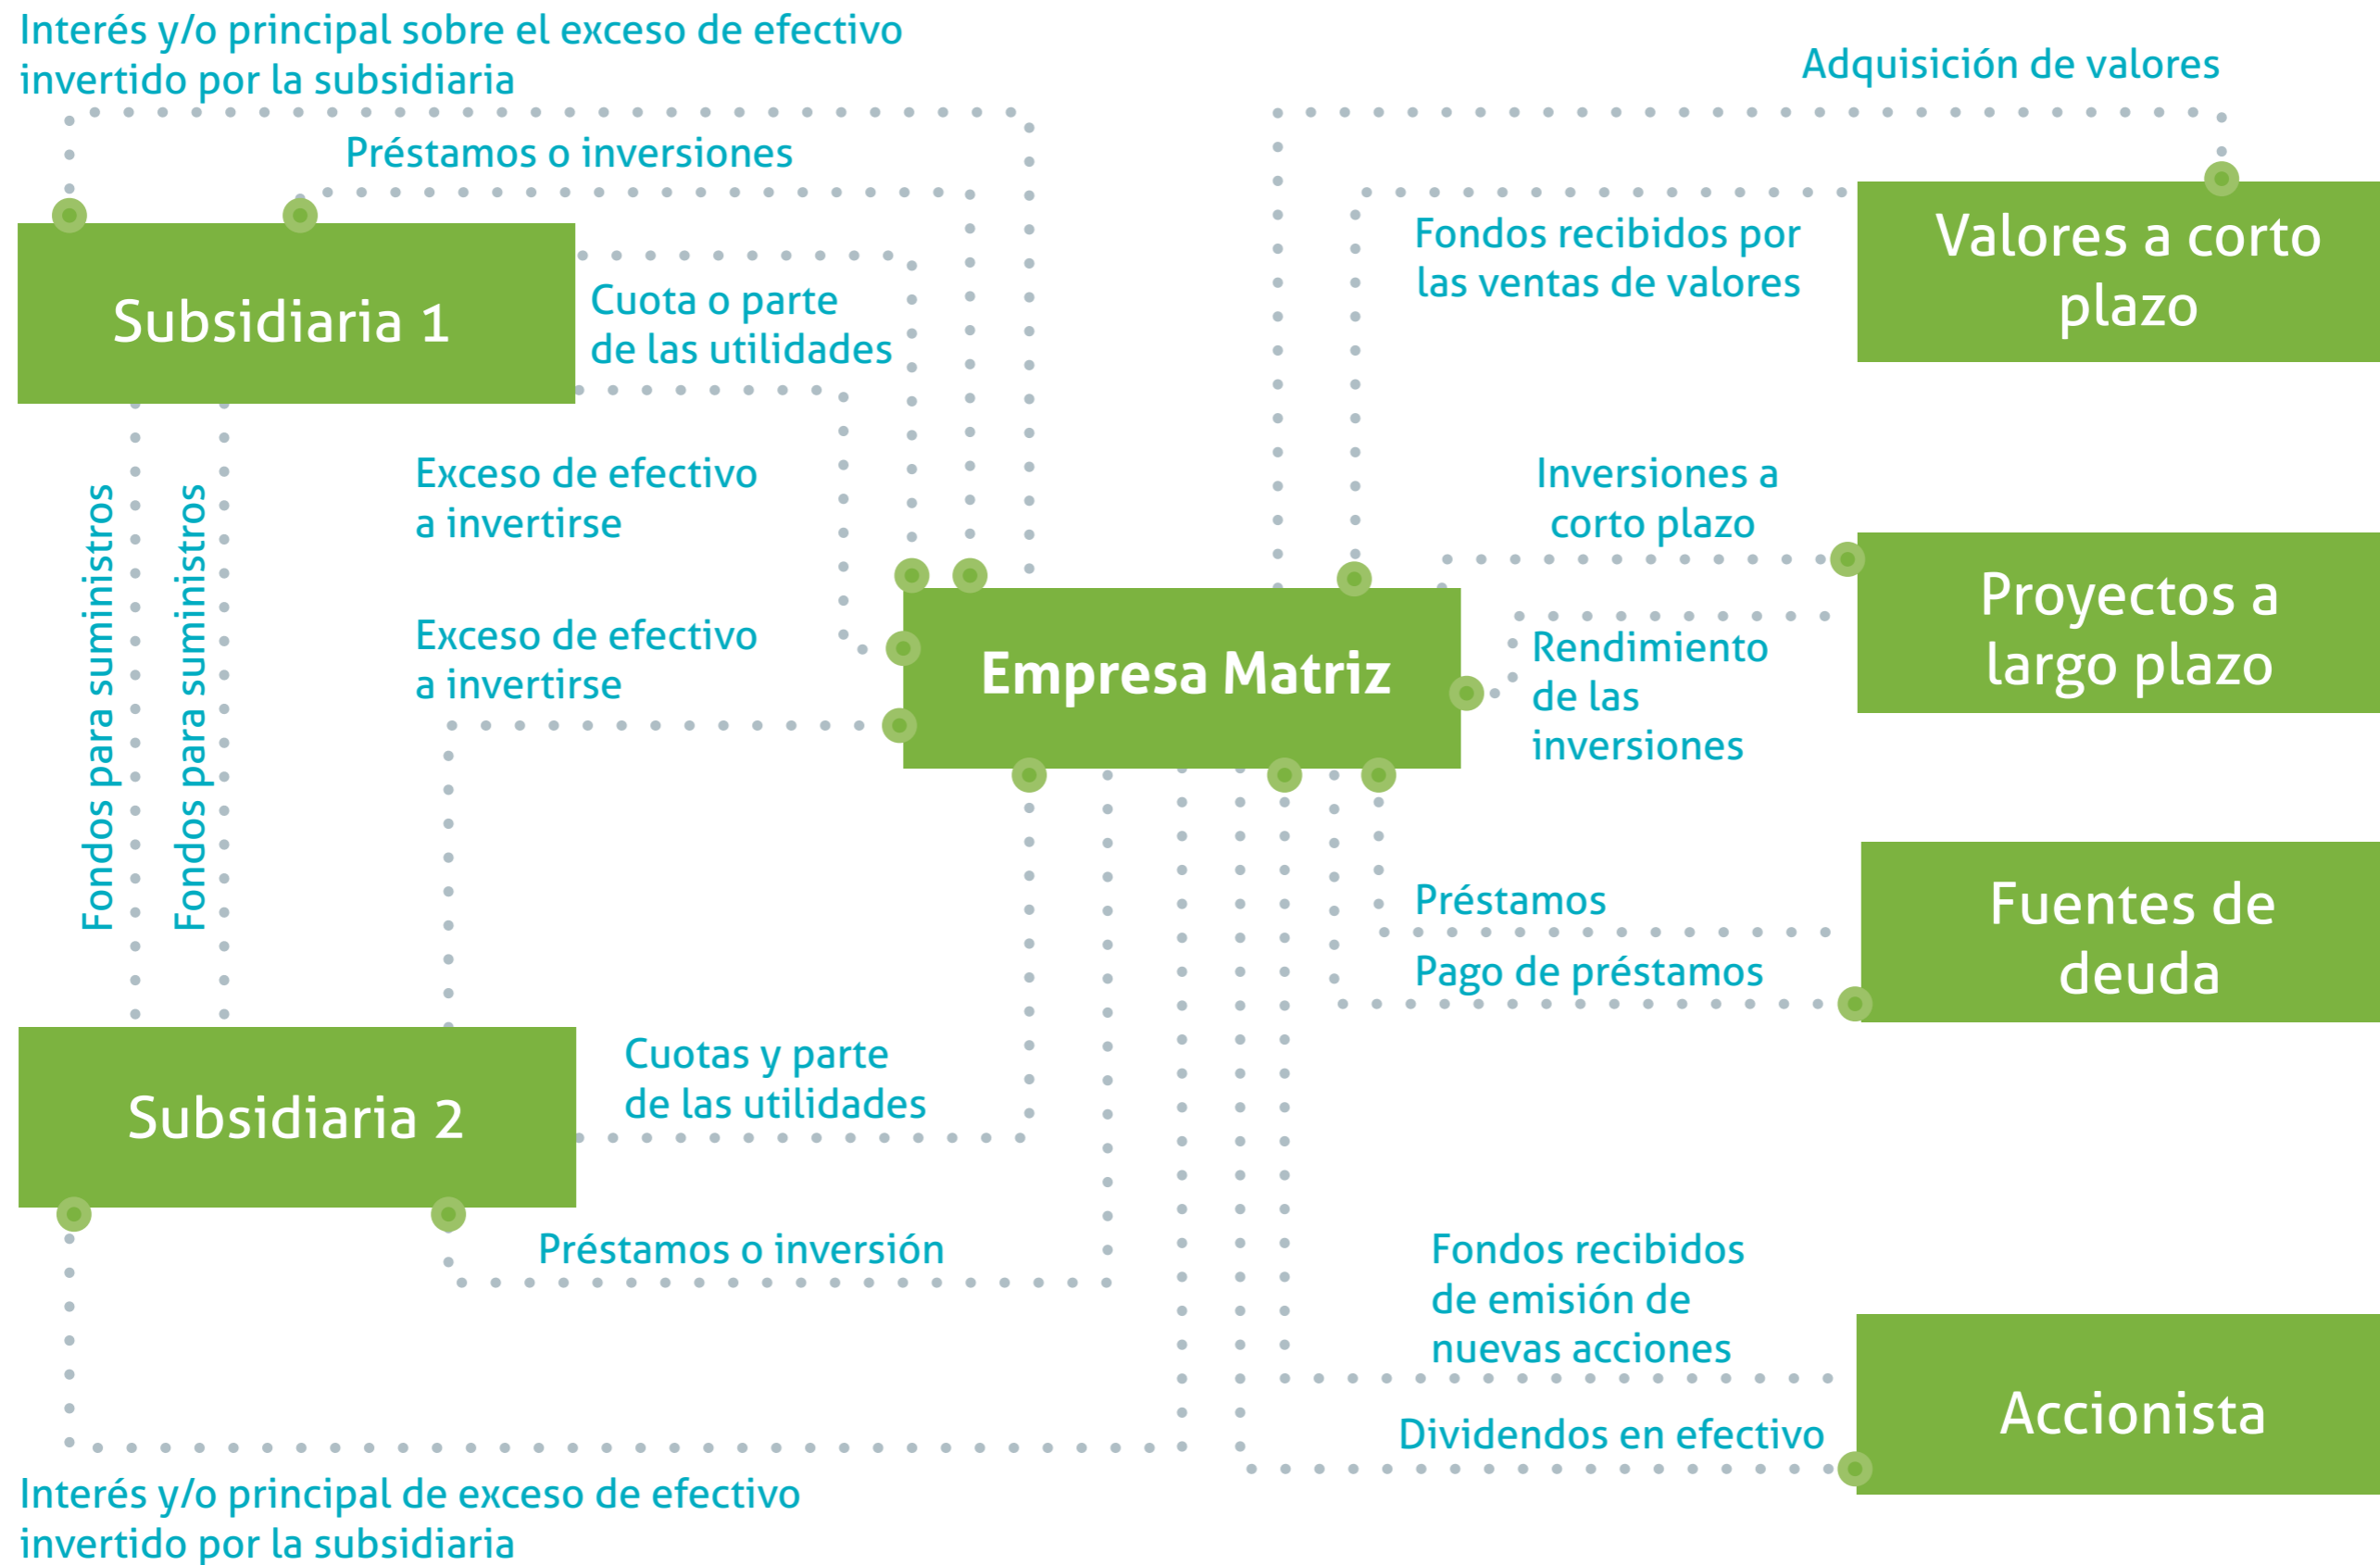 Interés y/o principal sobre el exceso de efectivo
invertido por la subsidiaria
Adquisición de valores
Préstamos o inversiones
Fondos recibidos por
las ventas de valores
Valores a corto
plazo
Subsidiaria 1
Cuota o parte
de las utilidades
Exceso de efectivo
a invertirse
Inversiones a
corto plazo
Fondos para suministros
Fondos para suministros
Exceso de efectivo
a invertirse
Empresa Matriz
Rendimiento
de las
inversiones
Proyectos a
largo plazo
Préstamos
Pago de préstamos
Fuentes de
deuda
Subsidiaria 2
Cuotas y parte
de las utilidades
Préstamos o inversión
Fondos recibidos
de emisión de
nuevas acciones
Dividendos en efectivo
Accionista
Interés y/o principal de exceso de efectivo
invertido por la subsidiaria